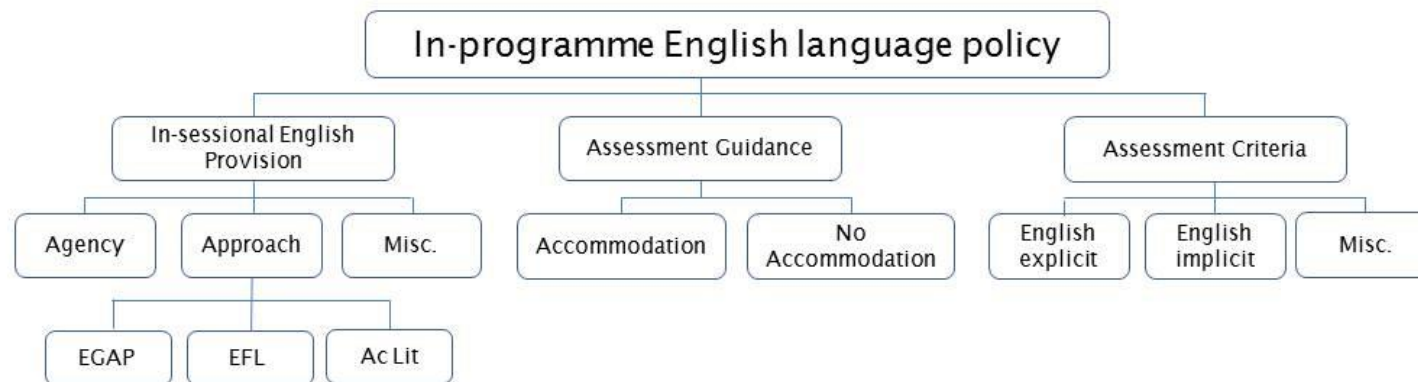 In-programme English language policy
In-sessional English
Provision
Assessment Guidance
Assessment Criteria
Agency
Approach
Misc.
Accommodation
No
Accommodation
English
explicit
English
implicit
Misc.
EGAP
EFL
Ac Lit